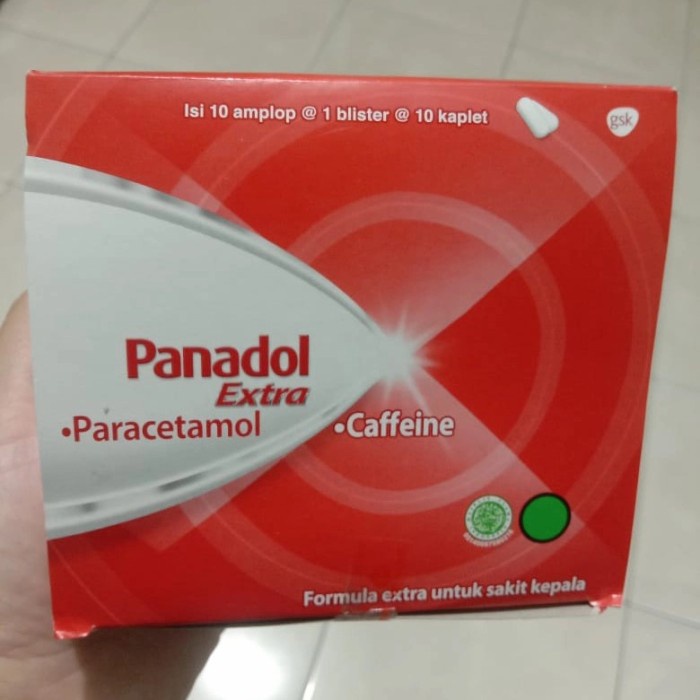 Isi 10 amplop @ 1 blister @ 10 kaplet
gsk
Panadol
Extra
•Paracetamol
•Caffeine
Formula extra untuk sakit kepala